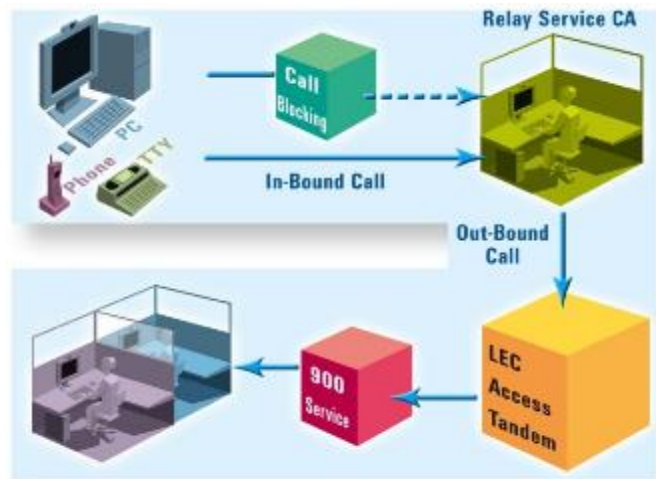 Relay Service CA
Call
Blocking
PC
Phone
TTY
In-Bound Call
Out-Bound
Call
LEC
Access
Tandem
900
Service